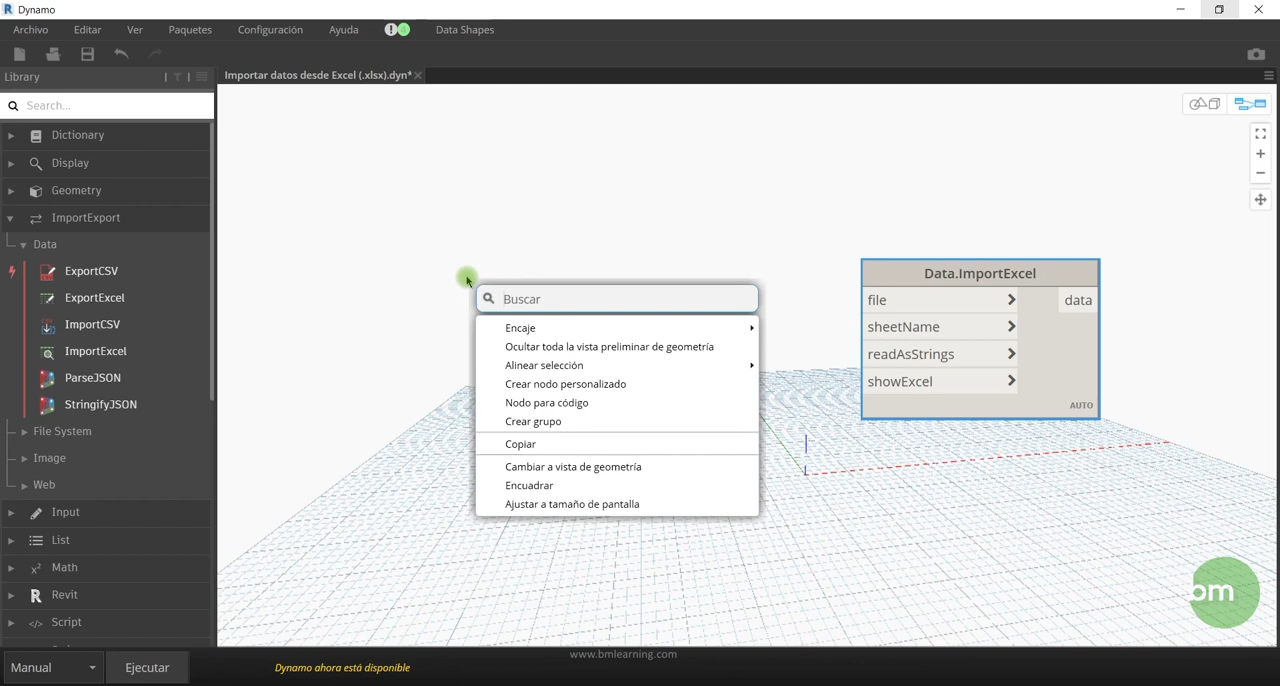 Dynamo
Archivo Editar Ver Paquetes Configuración Ayuda Data Shapes
Library
Importar datos desde Excel (.xlsx).dyn*
Search...
Dictionary
Display
Geometry
ImportExport
Data
ExportCSV
ExportExcel
ImportCSV
ImportExcel
ParseJSON
StringifyJSON
File System
Image
Web
Input
List
Math
Revit
Script
Buscar
Encaje
Ocultar toda la vista preliminar de geometría
Alinear selección
Crear nodo personalizado
Nodo para código
Crear grupo
Copiar
Cambiar a vista de geometría
Encuadrar
Ajustar a tamaño de pantalla
Data.ImportExcel
file data
sheetName
readAsStrings
showExcel
AUTO
bm
www.bmlearning.com
Manual Ejecutar Dynamo ahora está disponible